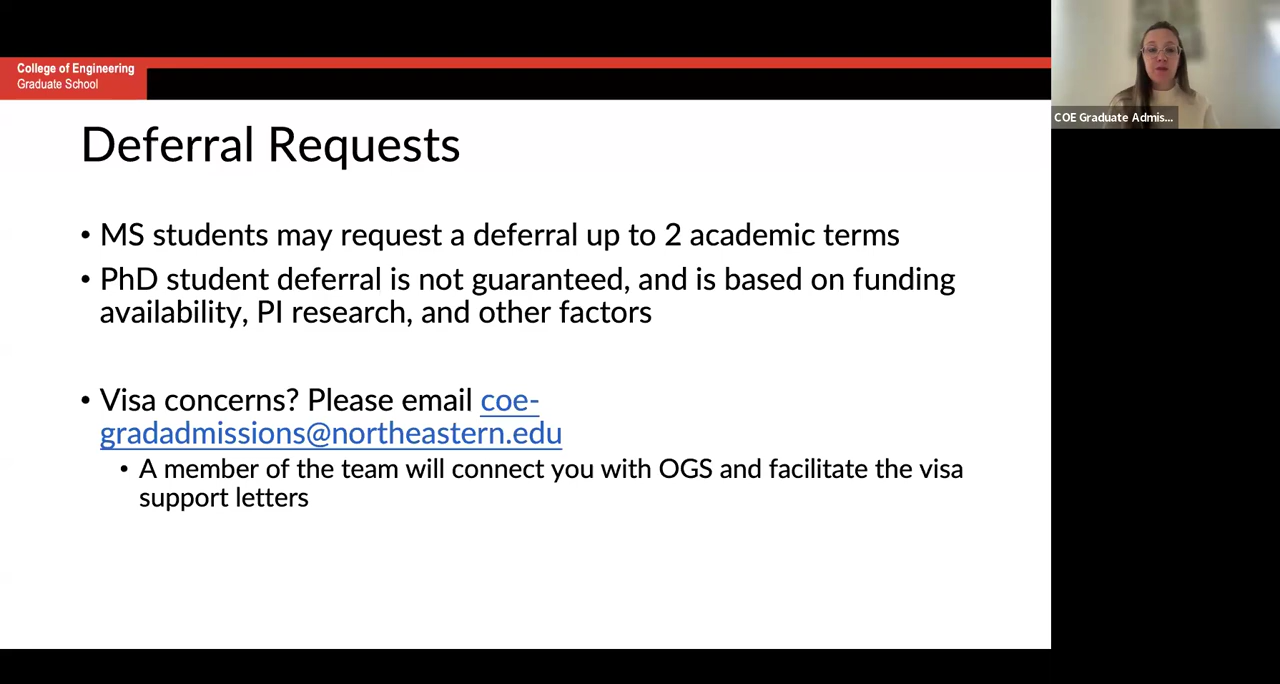 College of Engineering
Graduate School
COE Graduate Admis...
Deferral Requests
• MS students may request a deferral up to 2 academic terms
• PhD student deferral is not guaranteed, and is based on funding
availability, PI research, and other factors
• Visa concerns? Please email coe-
gradadmissions@northeastern.edu
• A member of the team will connect you with OGS and facilitate the visa
support letters